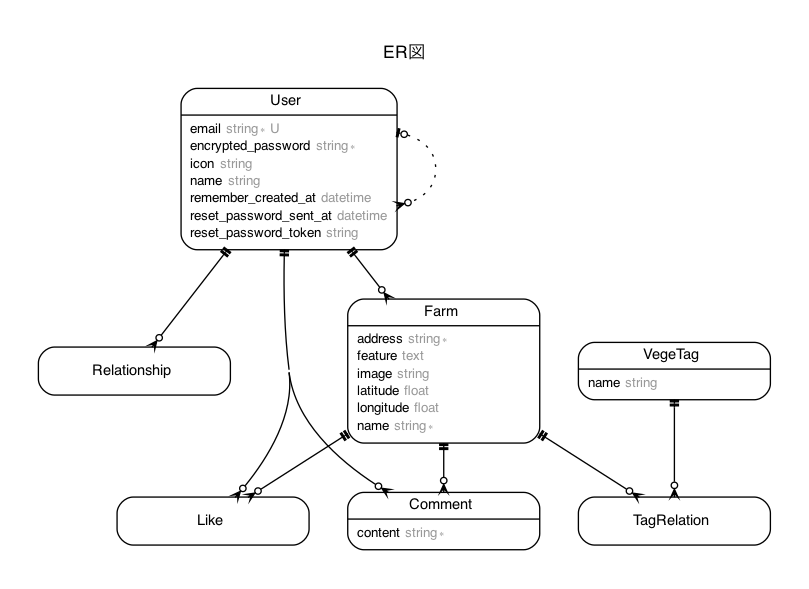 ER図
User
email string* U
encrypted_password string*
icon string
name string
remember_created_at datetime
reset_password_sent_at datetime
reset_password_token string
Farm
address string*
feature text
image string
latitude float
longitude float
name string*
VegeTag
name string
Relationship
Like
Comment
content string*
TagRelation